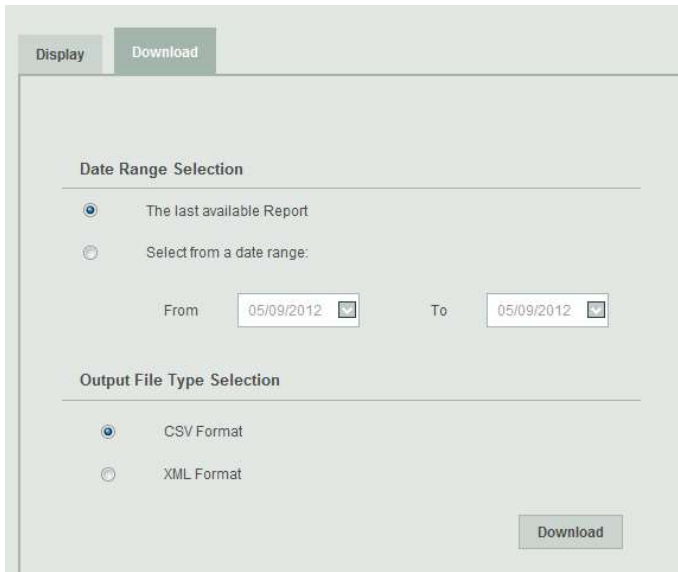 Display Download
Date Range Selection
The last available Report
Select from a date range:
From 05/09/2012 To 05/09/2012
Output File Type Selection
CSV Format
XML Format
Download